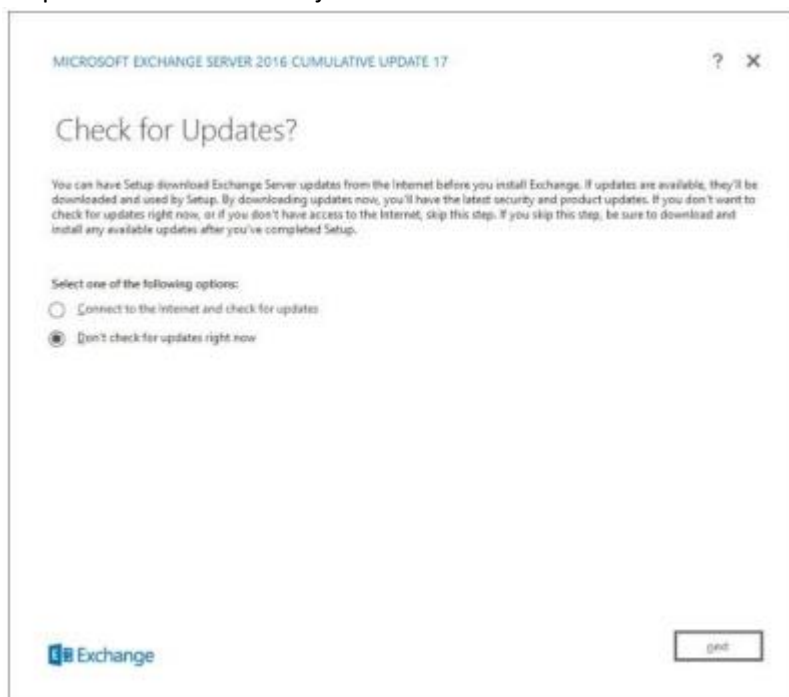 MICROSOFT EXCHANGE SERVER 2016 CUMULATIVE UPDATE 17
? ✕
Check for Updates?
You can have Setup download Exchange Server updates from the Internet before you install Exchange. If updates are available, they'll be
downloaded and used by Setup. By downloading updates now, you'll have the latest security and product updates. If you don't want to
check for updates right now, or if you don't have access to the Internet, skip this step. If you skip this step, be sure to download and
install any available updates after you've completed Setup.
Select one of the following options:
Connect to the Internet and check for updates
Don't check for updates right now
Exchange
next